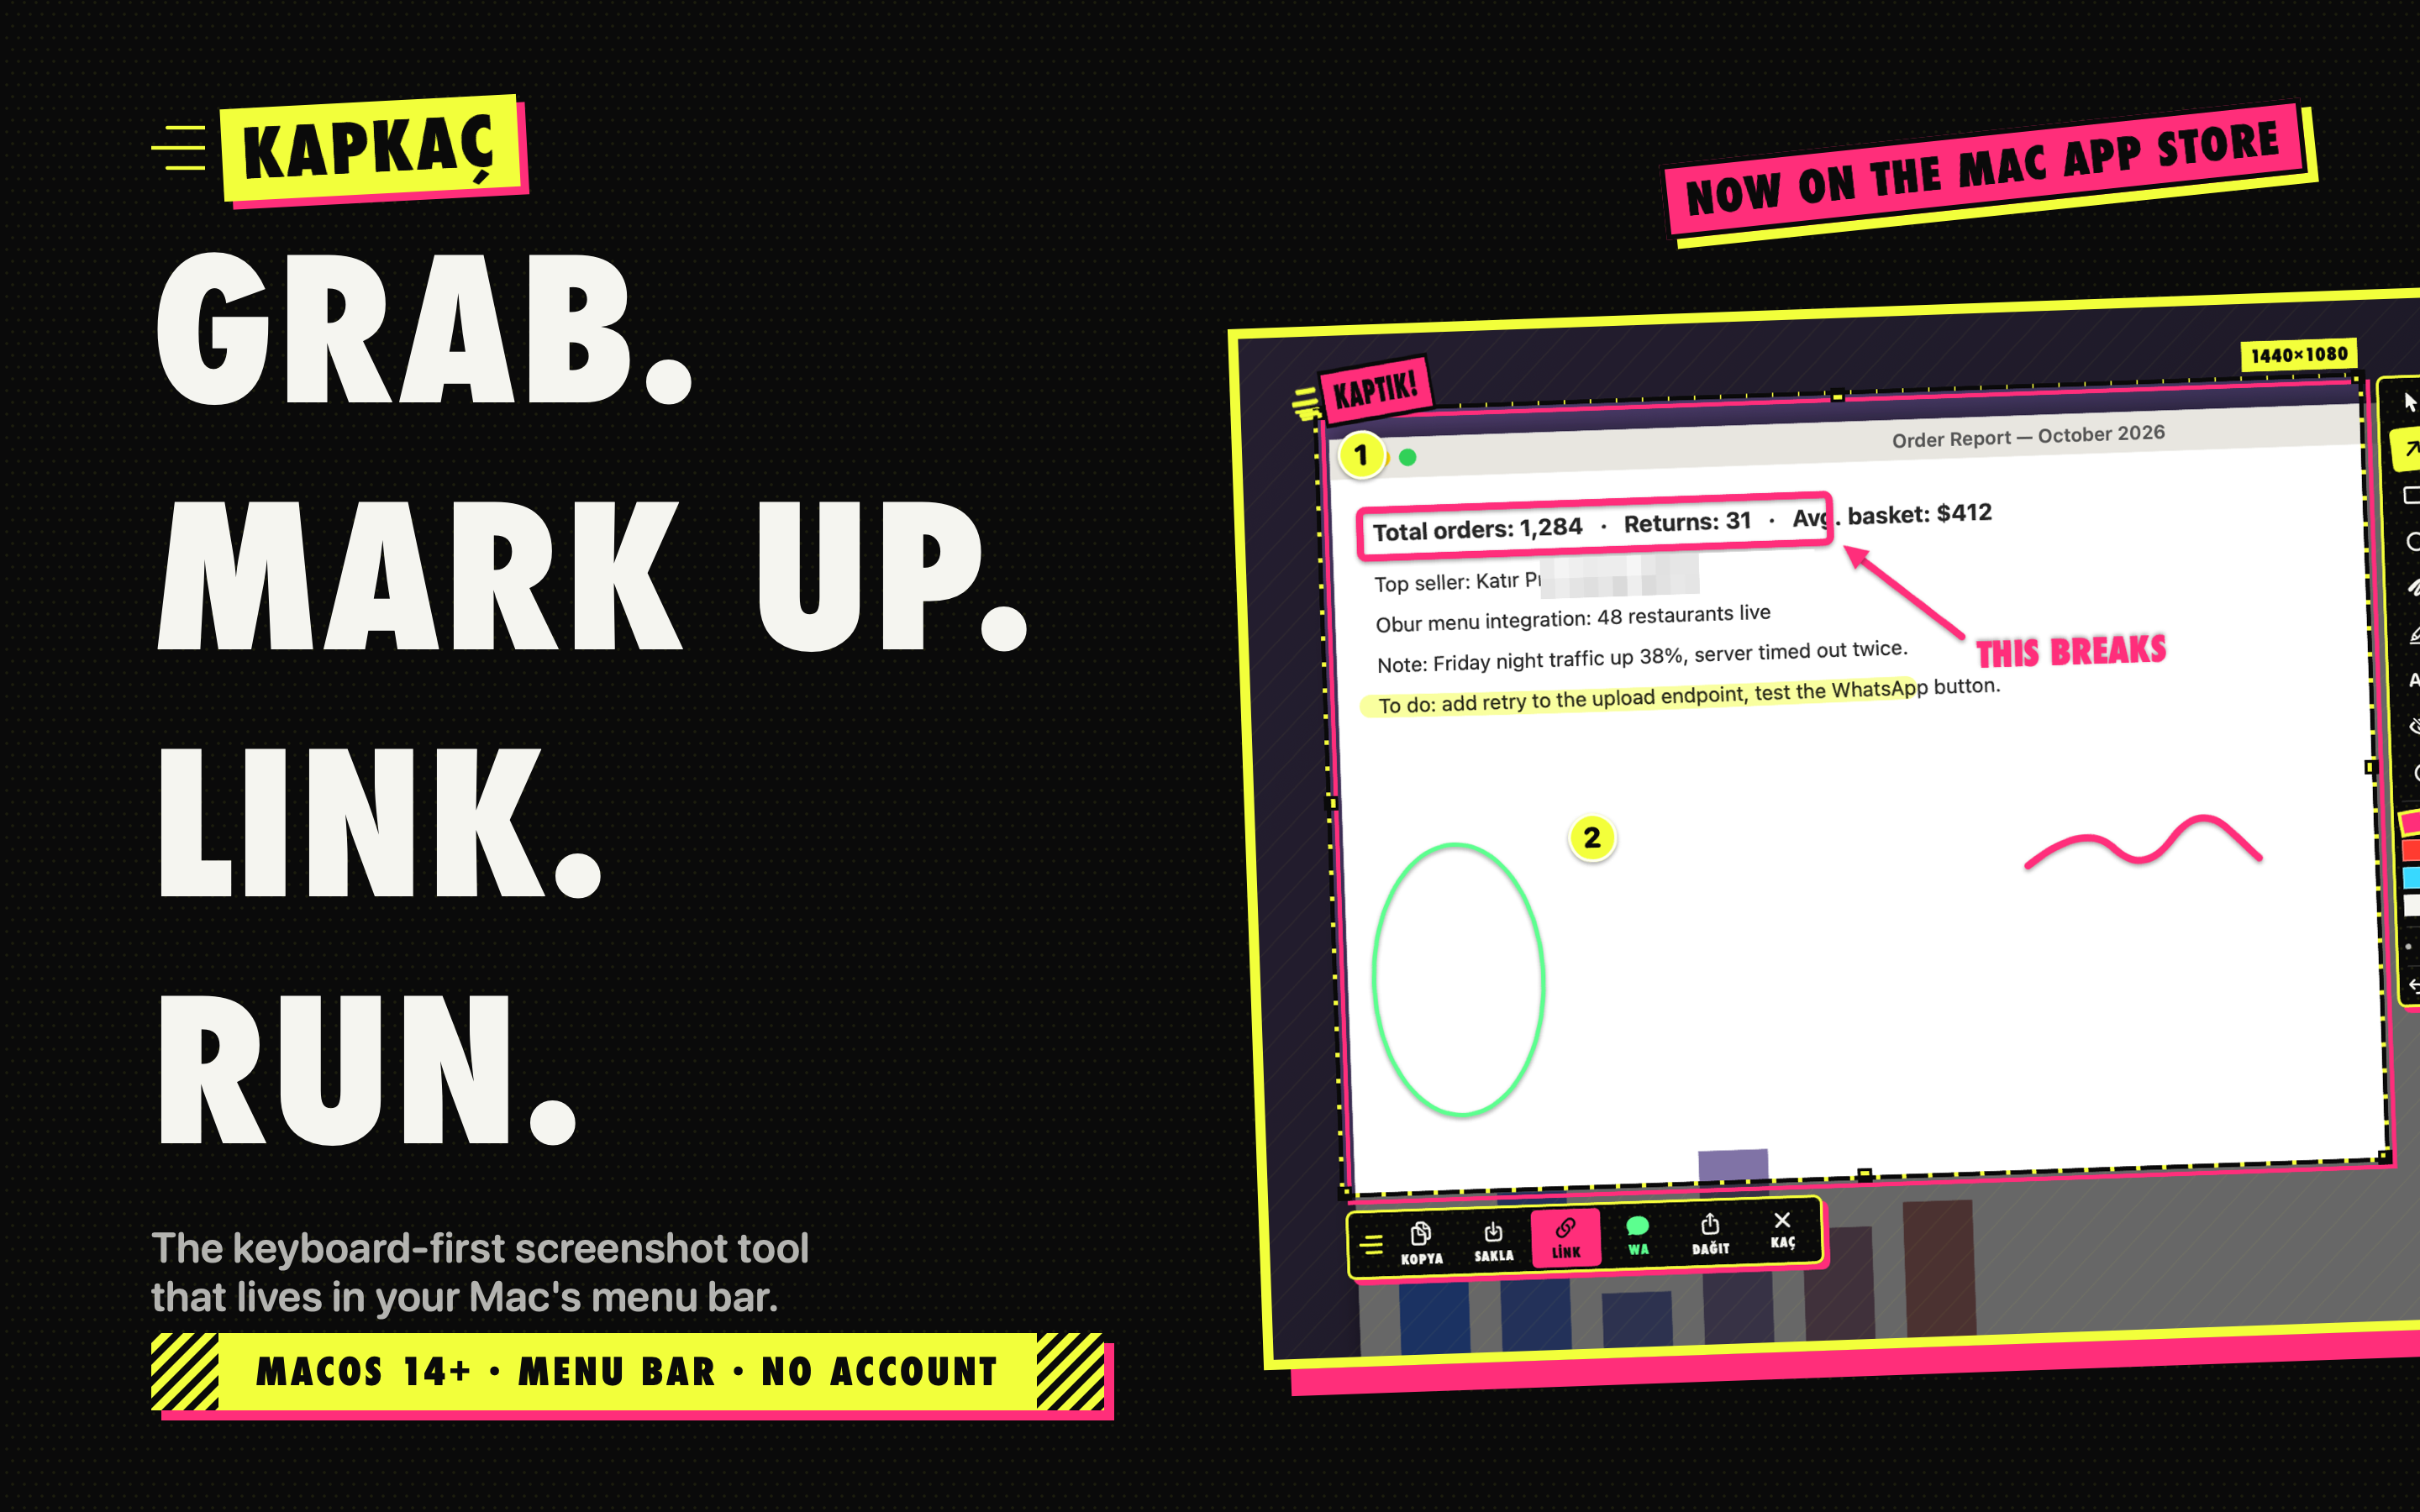 KAPKAÇ
NOW ON THE MAC APP STORE
GRAB.
MARK UP.
LINK.
RUN.
The keyboard-first screenshot tool
that lives in your Mac's menu bar.
MACOS 14+ · MENU BAR · NO ACCOUNT
1440×1080
KAPTIK!
1
Order Report — October 2026
Total orders: 1,284 · Returns: 31 · Avg. basket: $412
Top seller: Katır
Obur menu integration: 48 restaurants live
Note: Friday night traffic up 38%, server timed out twice.
THIS BREAKS
To do: add retry to the upload endpoint, test the WhatsApp button.
2
KOPYA SAKLA LİNK WA DAĞIT KAÇ